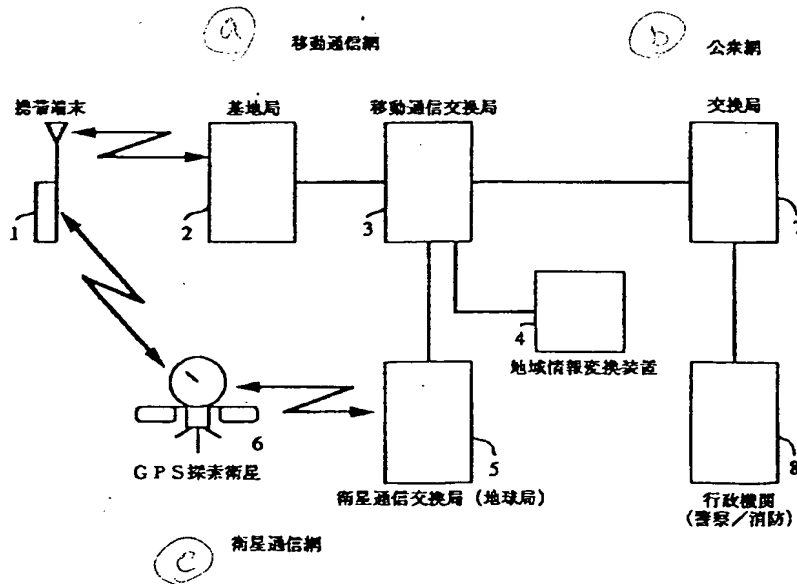 a 移動通信網
b 公衆網
携帯端末
基地局
移動通信交換局
交換局
1
2
3
7
4
地域情報変換装置
6
GPS探索衛星
5
衛星通信交換局(地球局)
8
行政機関
(警察/消防)
c 衛星通信網